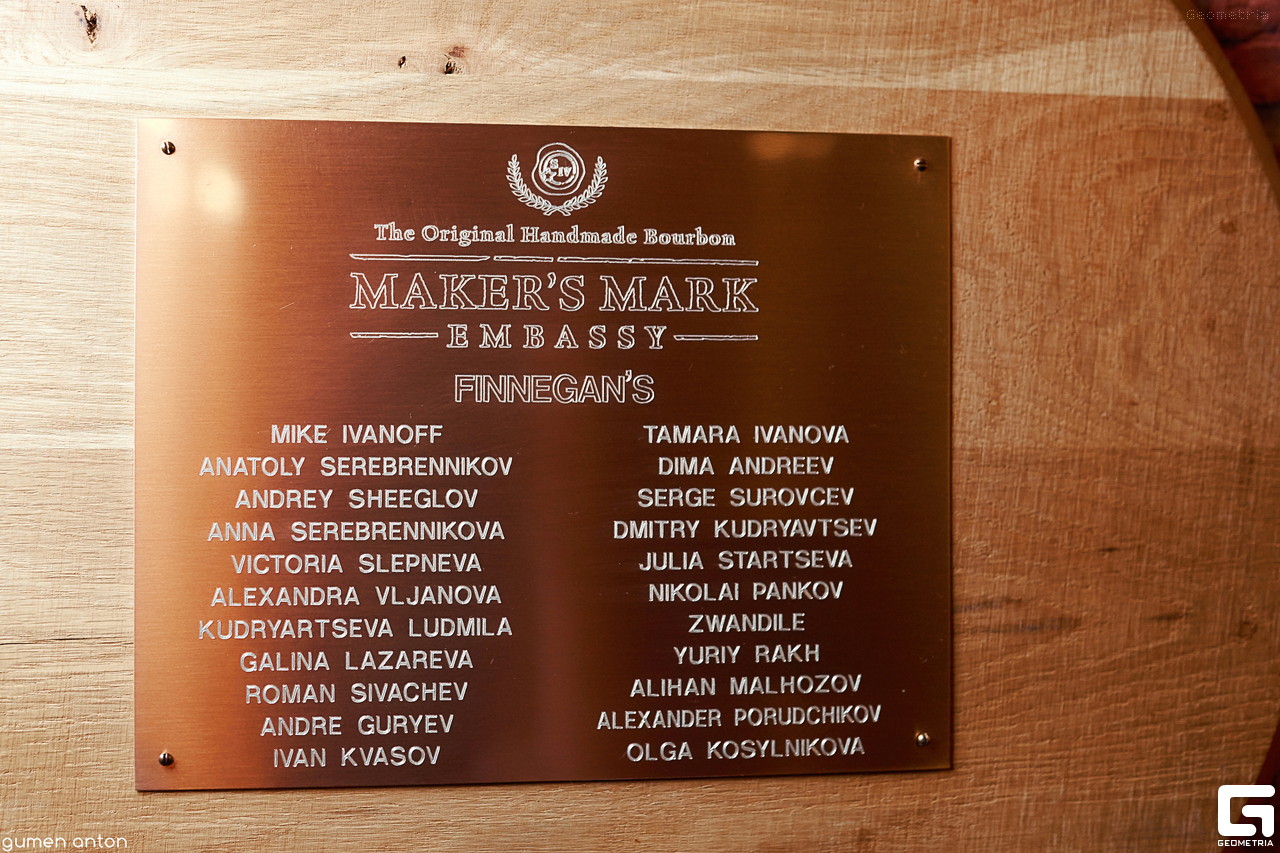 Geometria
S IV
The Original Handmade Bourbon
MAKER'S MARK
EMBASSY
FINNEGAN'S
MIKE IVANOFF
ANATOLY SEREBRENNIKOV
ANDREY SHEEGLOV
ANNA SEREBRENNIKOVA
VICTORIA SLEPNEVA
ALEXANDRA VLJANOVA
KUDRYARTSEVA LUDMILA
GALINA LAZAREVA
ROMAN SIVACHEV
ANDRE GURYEV
IVAN KVASOV
TAMARA IVANOVA
DIMA ANDREEV
SERGE SUROVCEV
DMITRY KUDRYAVTSEV
JULIA STARTSEVA
NIKOLAI PANKOV
ZWANDILE
YURIY RAKH
ALIHAN MALHOZOV
ALEXANDER PORUDCHIKOV
OLGA KOSYLNIKOVA
gumen anton
GEOMETRIA